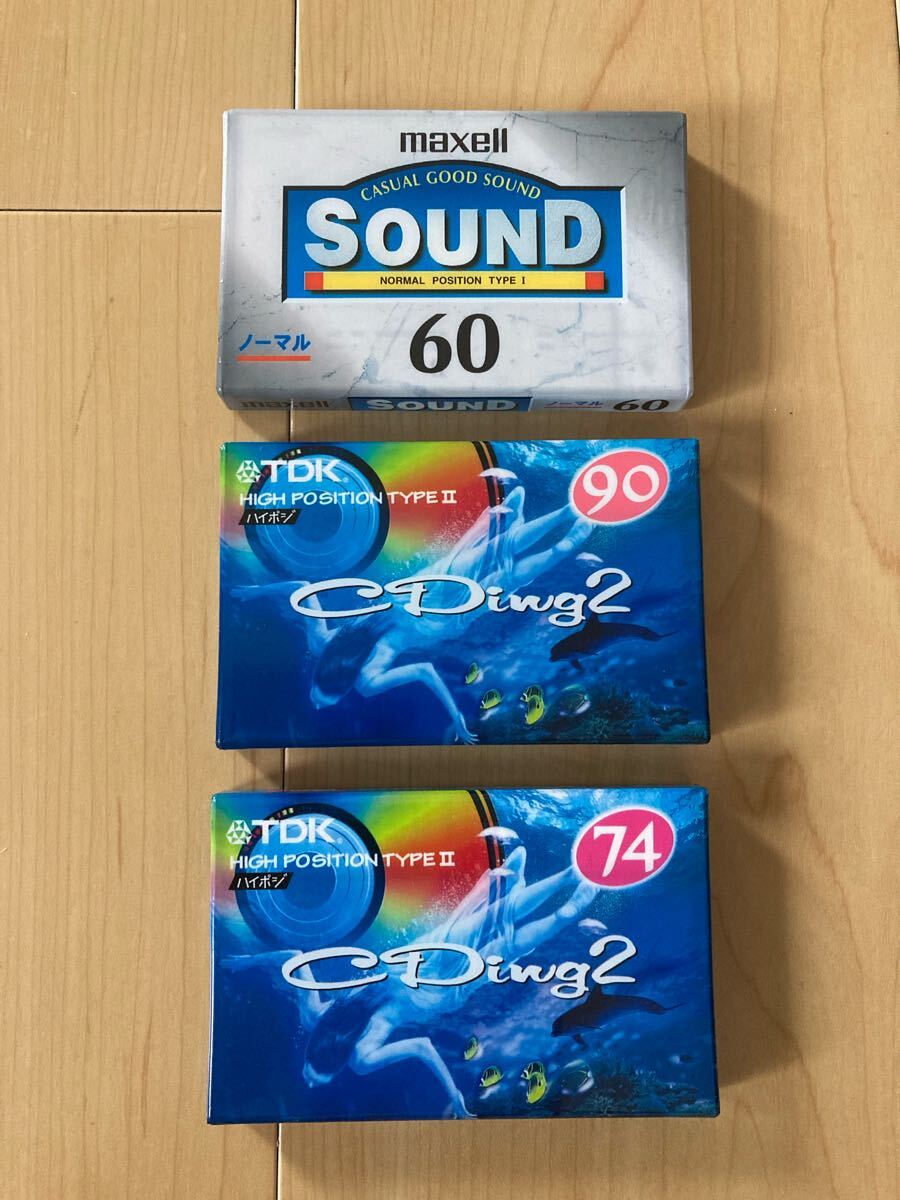 maxell
CASUAL GOOD SOUND
SOUND
NORMAL POSITION TYPE I
ノーマル
60
maxell SOUND ノーマル 60
TDK
HIGH POSITION TYPE II
ハイポジ
90
CDing2
TDK
HIGH POSITION TYPE II
ハイポジ
74
CDing2